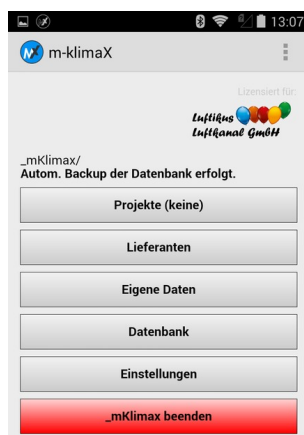 13:07
m-klimaX
Lizensiert für:
Luftikus
Luftkanal GmbH
_mKlimax/
Autom. Backup der Datenbank erfolgt.
Projekte (keine)
Lieferanten
Eigene Daten
Datenbank
Einstellungen
_mKlimax beenden